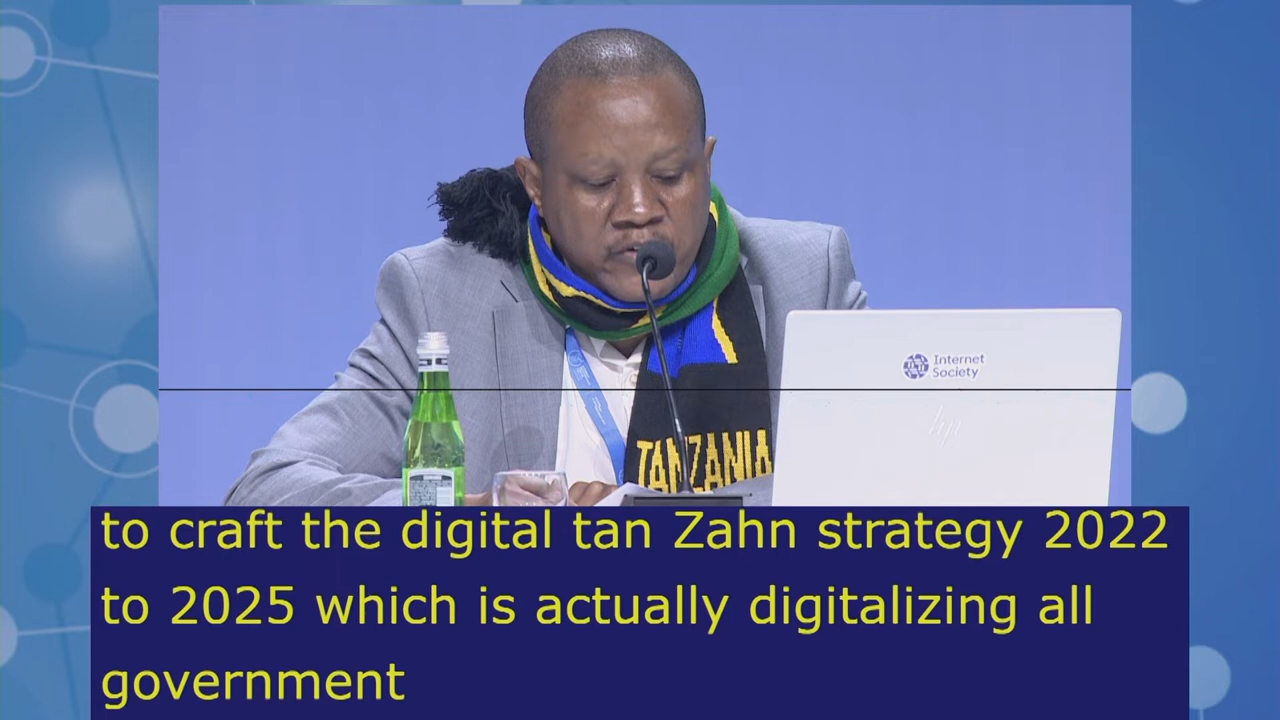 Internet
Society
hp
TANZANIA
to craft the digital tan Zahn strategy 2022
to 2025 which is actually digitalizing all
government